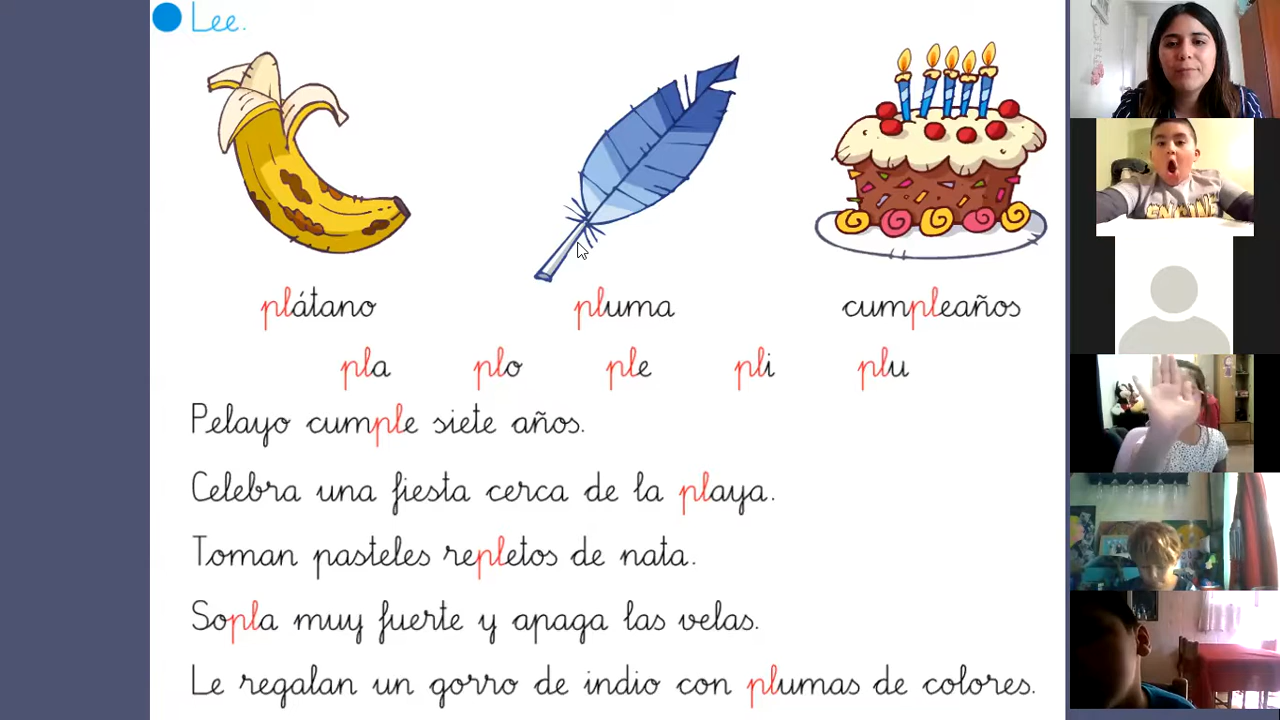 Lee.
plátano pluma cumpleaños
pla plo ple pli plu
Pelayo cumple siete años.
Celebra una fiesta cerca de la playa.
Toman pasteles repletos de nata.
Sopla muy fuerte y apaga las velas.
Le regalan un gorro de indio con plumas de colores.